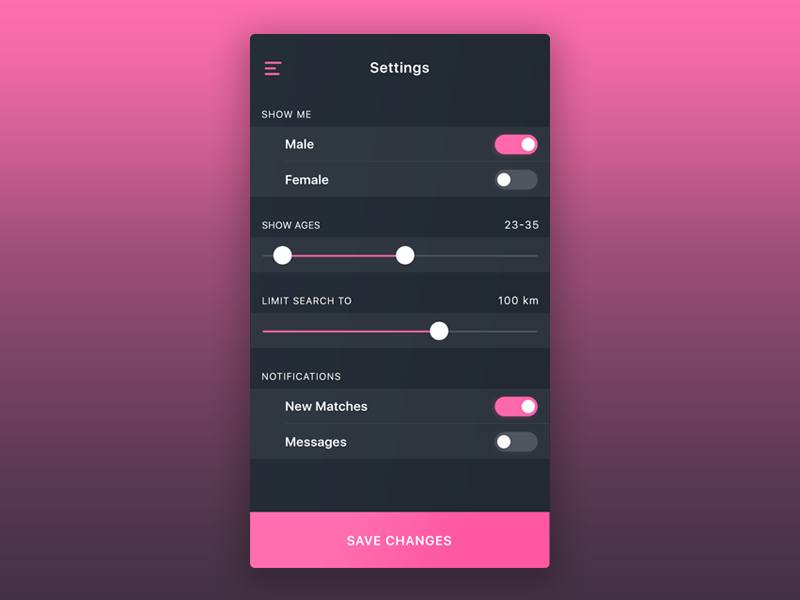 Settings
SHOW ME
Male
Female
SHOW AGES 23-35
LIMIT SEARCH TO 100 km
NOTIFICATIONS
New Matches
Messages
SAVE CHANGES